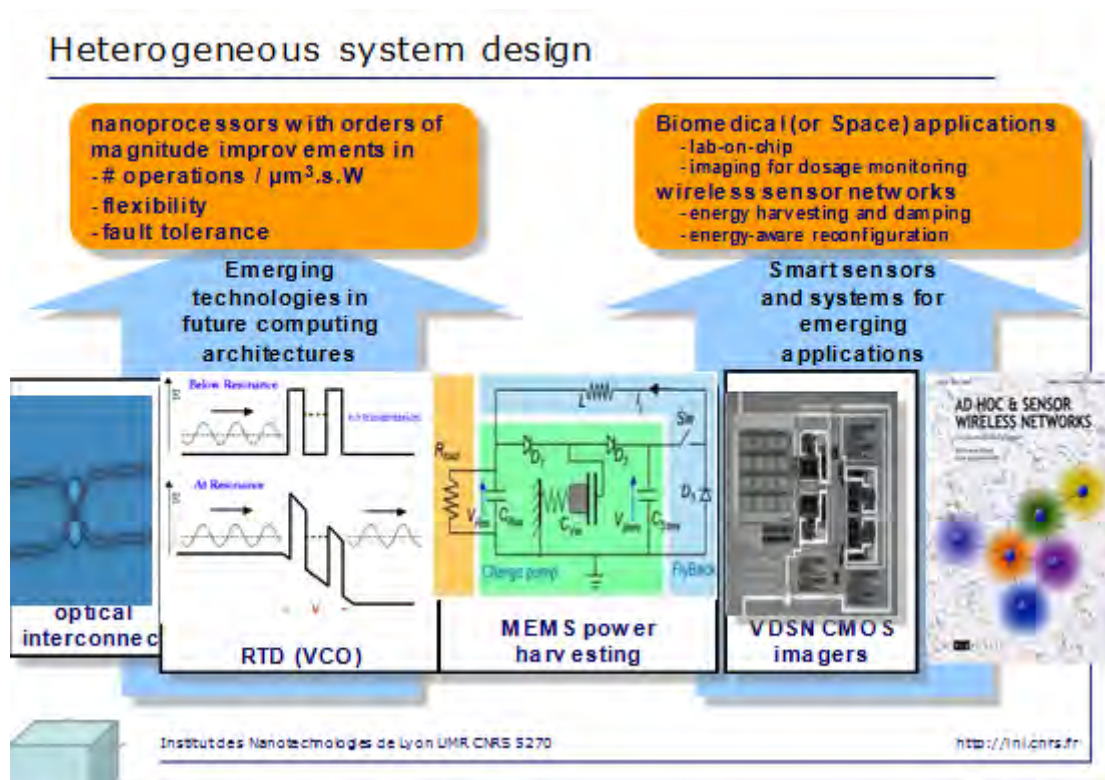 Heterogeneous system design
nanoprocessors with orders of
magnitude improvements in
- # operations / µm³.s.W
- flexibility
- fault tolerance
Biomedical (or Space) applications
- lab-on-chip
- imaging for dosage monitoring
wireless sensor networks
- energy harvesting and damping
- energy-aware reconfiguration
Emerging
technologies in
future computing
architectures
Smart sensors
and systems for
emerging
applications
Below Resonance
At Resonance
V
L
SW
R
D1
D2
D3
C
V
Charge pump
FlyBack
AD HOC & SENSOR
WIRELESS NETWORKS
optical
interconnec
RTD (VCO)
MEMS power
harvesting
VDSN CMOS
imagers
Institut des Nanotechnologies de Lyon UMR CNRS 5270
http://inl.cnrs.fr